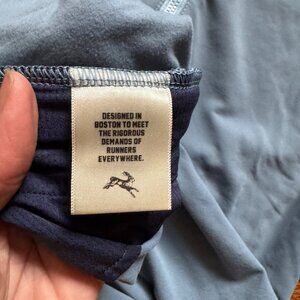 DESIGNED IN
BOSTON TO MEET
THE RIGOROUS
DEMANDS OF
RUNNERS
EVERYWHERE.